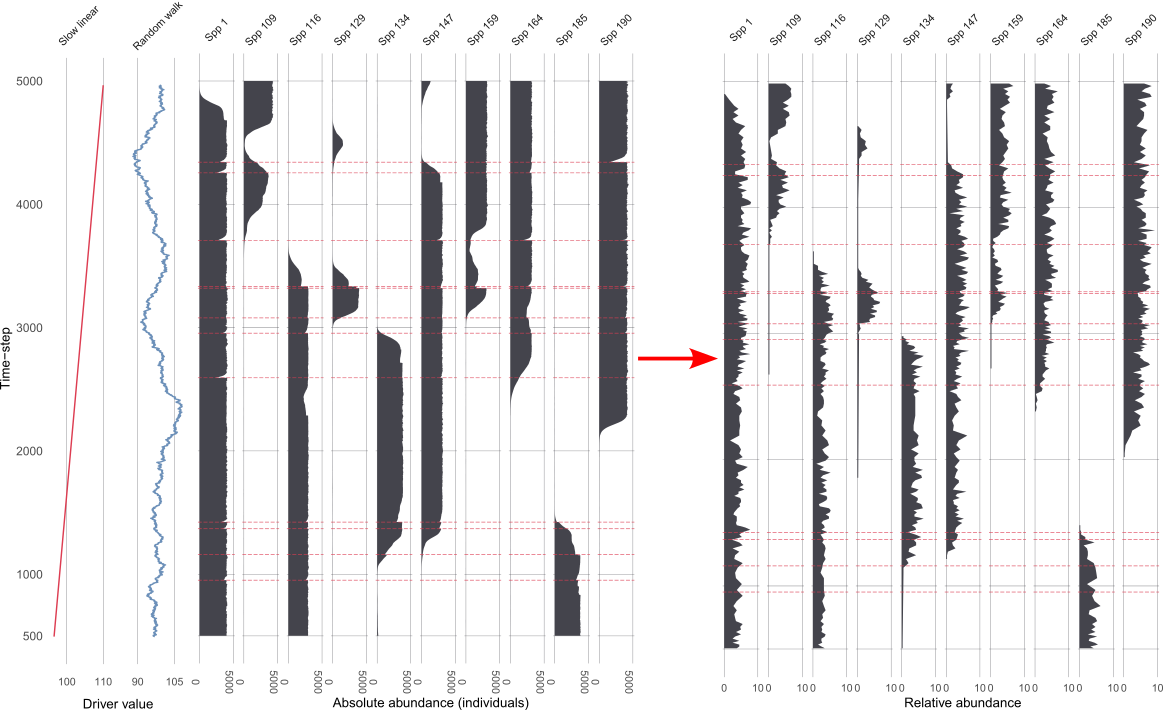 Slow linear Random walk Spp 1 Spp 109 Spp 116 Spp 129 Spp 134 Spp 147 Spp 159 Spp 164 Spp 185 Spp 190 Spp 1 Spp 109 Spp 116 Spp 129 Spp 134 Spp 147 Spp 159 Spp 164 Spp 185 Spp 190
5000
4000
3000
Time-step
2000
1000
500
100 110 90 105 0 5000 0 5000 0 5000 0 5000 0 5000 0 5000 0 5000 0 5000 0 5000 0 5000 0 10 0 10 0 10 0 10 0 10 0 10 0 10 0 10 0 10 0 10
Driver value Absolute abundance (individuals) Relative abundance